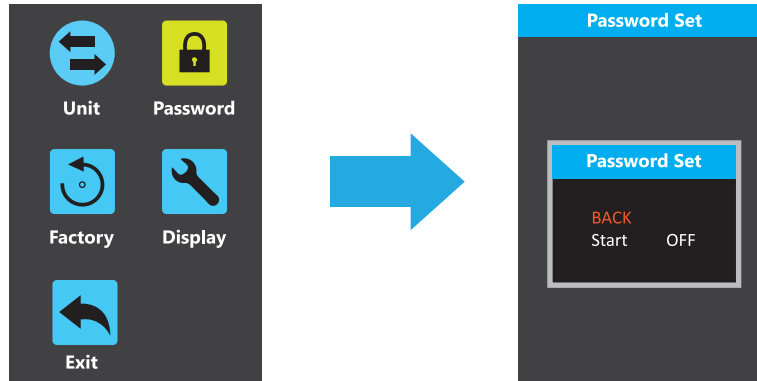 Unit Password
Factory Display
Exit
Password Set
Password Set
BACK
Start OFF